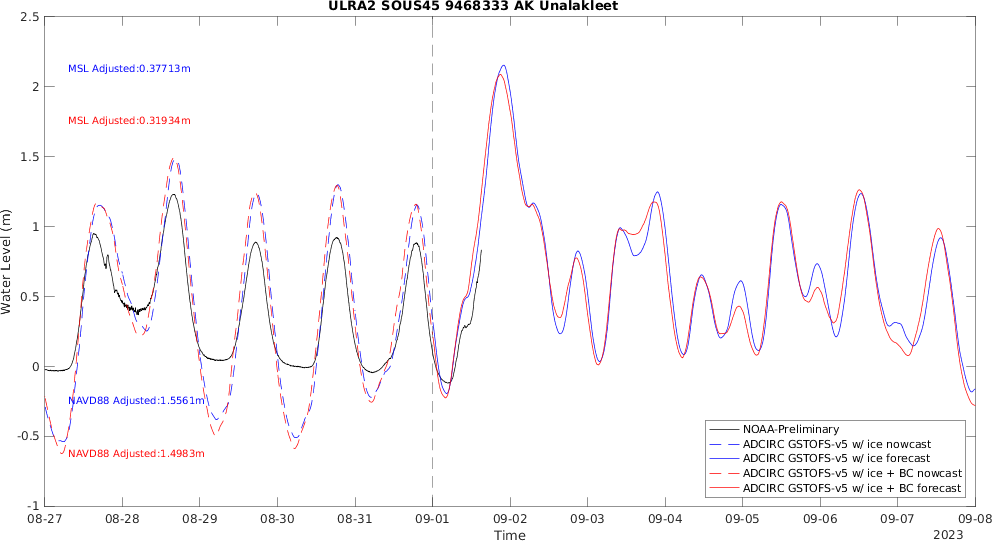 ULRA2 SOUS45 9468333 AK Unalakleet
2.5
2
1.5
1
0.5
0
-0.5
-1
Water Level (m)
MSL Adjusted:0.37713m
MSL Adjusted:0.31934m
NAVD88 Adjusted:1.5561m
NAVD88 Adjusted:1.4983m
NOAA-Preliminary
ADCIRC GSTOFS-v5 w/ ice nowcast
ADCIRC GSTOFS-v5 w/ ice forecast
ADCIRC GSTOFS-v5 w/ ice + BC nowcast
ADCIRC GSTOFS-v5 w/ ice + BC forecast
08-27 08-28 08-29 08-30 08-31 09-01 09-02 09-03 09-04 09-05 09-06 09-07 09-08
Time
2023